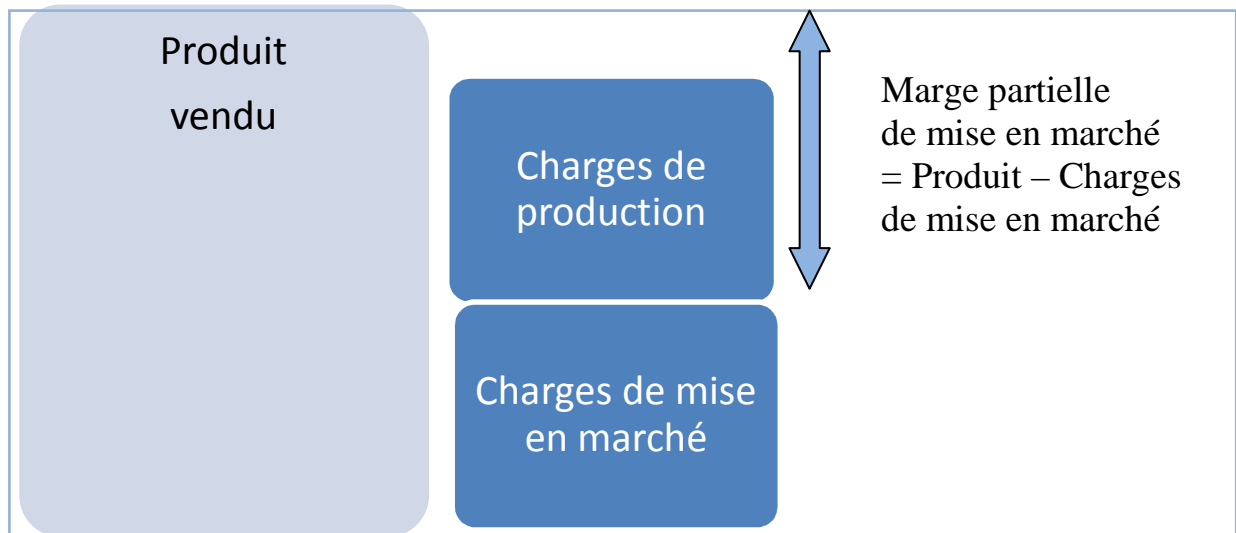 Produit
vendu
Charges de
production
Charges de mise
en marché
Marge partielle
de mise en marché
= Produit – Charges
de mise en marché